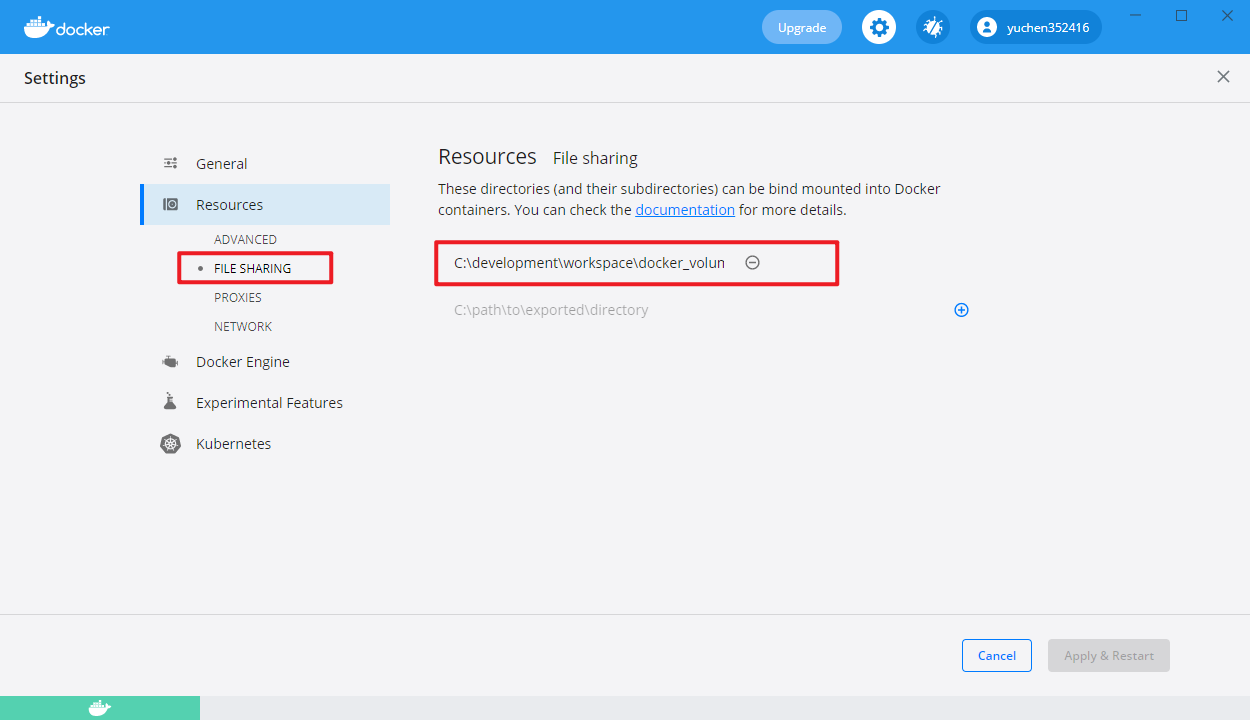 docker
Upgrade
yuchen352416
Settings
General
Resources
ADVANCED
FILE SHARING
PROXIES
NETWORK
Docker Engine
Experimental Features
Kubernetes
Resources File sharing
These directories (and their subdirectories) can be bind mounted into Docker
containers. You can check the documentation for more details.
C:\development\workspace\docker_volun
C:\path\to\exported\directory
Cancel
Apply & Restart